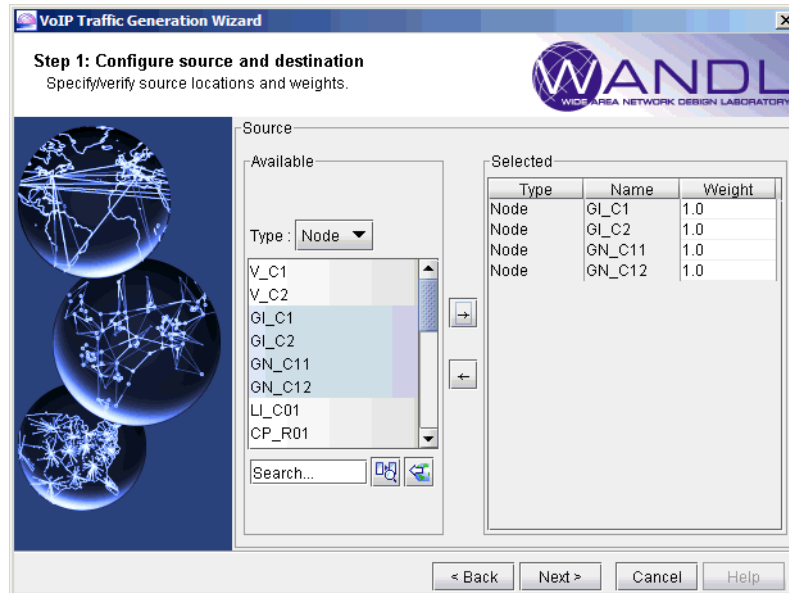 VoIP Traffic Generation Wizard
Step 1: Configure source and destination
Specify/verify source locations and weights.
WANDL
WIDE AREA NETWORK DESIGN LABORATORY
Source
Available
Type : Node
V_C1
V_C2
GI_C1
GI_C2
GN_C11
GN_C12
LI_C01
CP_R01
Search...
Selected
Type Name Weight
Node GI_C1 1.0
Node GI_C2 1.0
Node GN_C11 1.0
Node GN_C12 1.0
< Back Next > Cancel Help